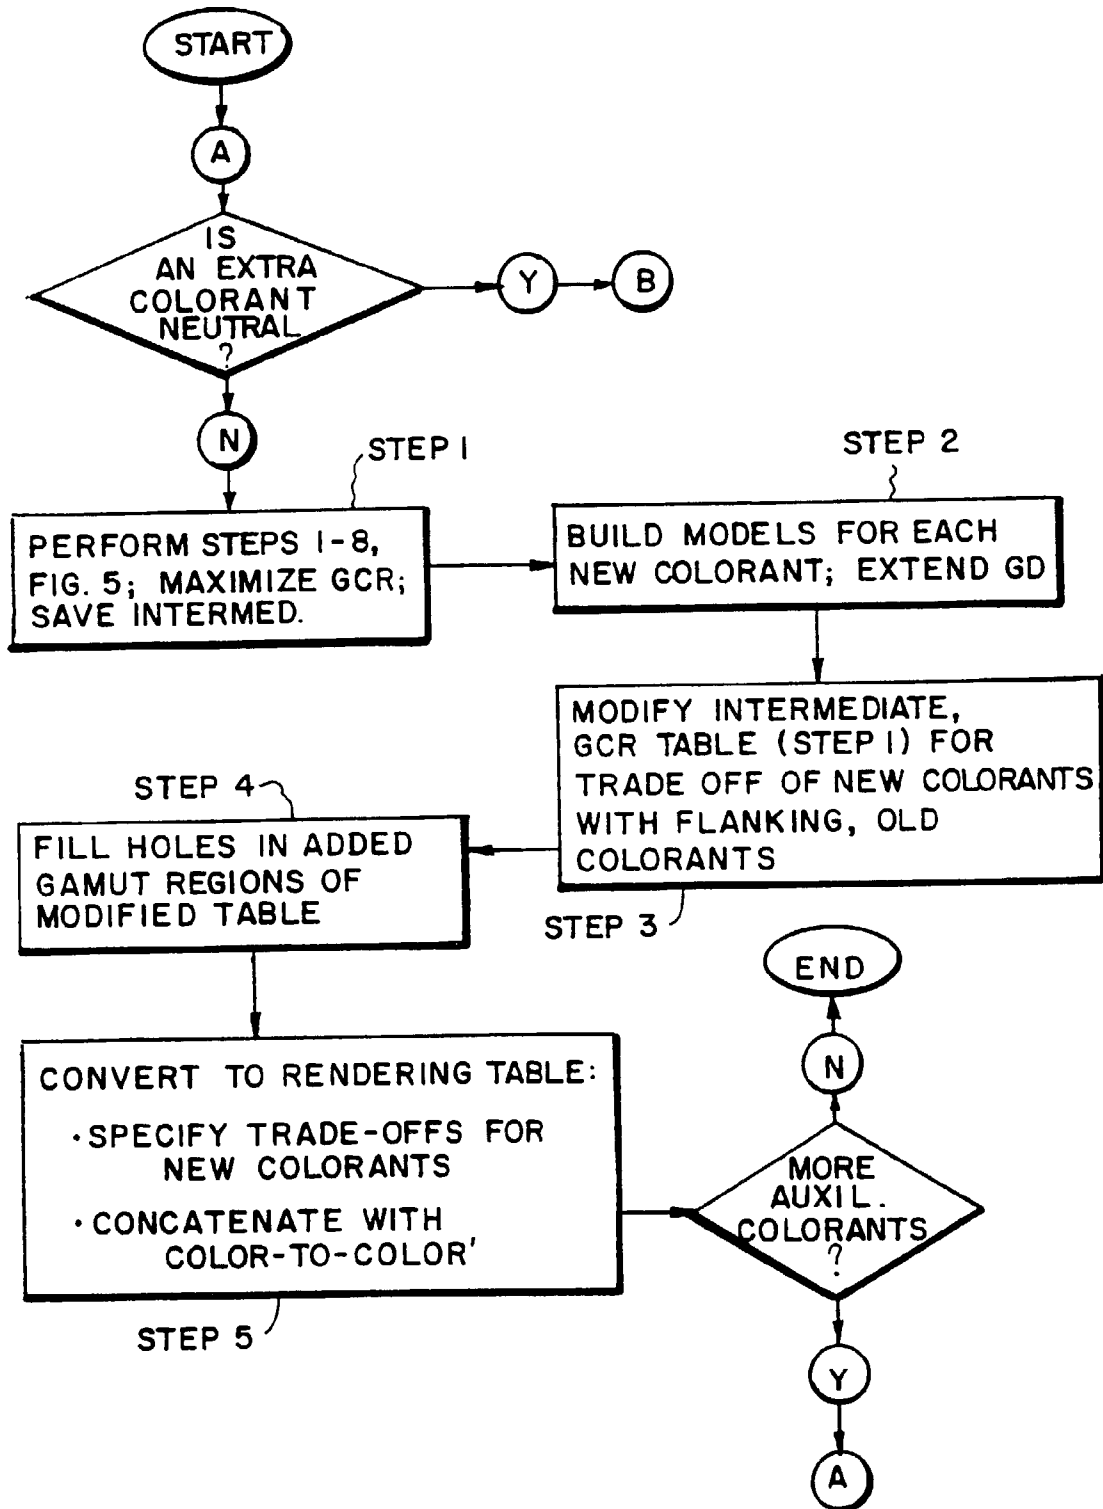 START
A
IS
AN EXTRA
COLORANT
NEUTRAL
?
Y
B
N
STEP 1
PERFORM STEPS 1-8,
FIG. 5; MAXIMIZE GCR;
SAVE INTERMED.
STEP 2
BUILD MODELS FOR EACH
NEW COLORANT; EXTEND GD
MODIFY INTERMEDIATE,
GCR TABLE (STEP 1) FOR
TRADE OFF OF NEW COLORANTS
WITH FLANKING, OLD
COLORANTS
STEP 3
STEP 4
FILL HOLES IN ADDED
GAMUT REGIONS OF
MODIFIED TABLE
CONVERT TO RENDERING TABLE:
• SPECIFY TRADE-OFFS FOR
NEW COLORANTS
• CONCATENATE WITH
COLOR-TO-COLOR'
STEP 5
END
N
MORE
AUXIL.
COLORANTS
?
Y
A